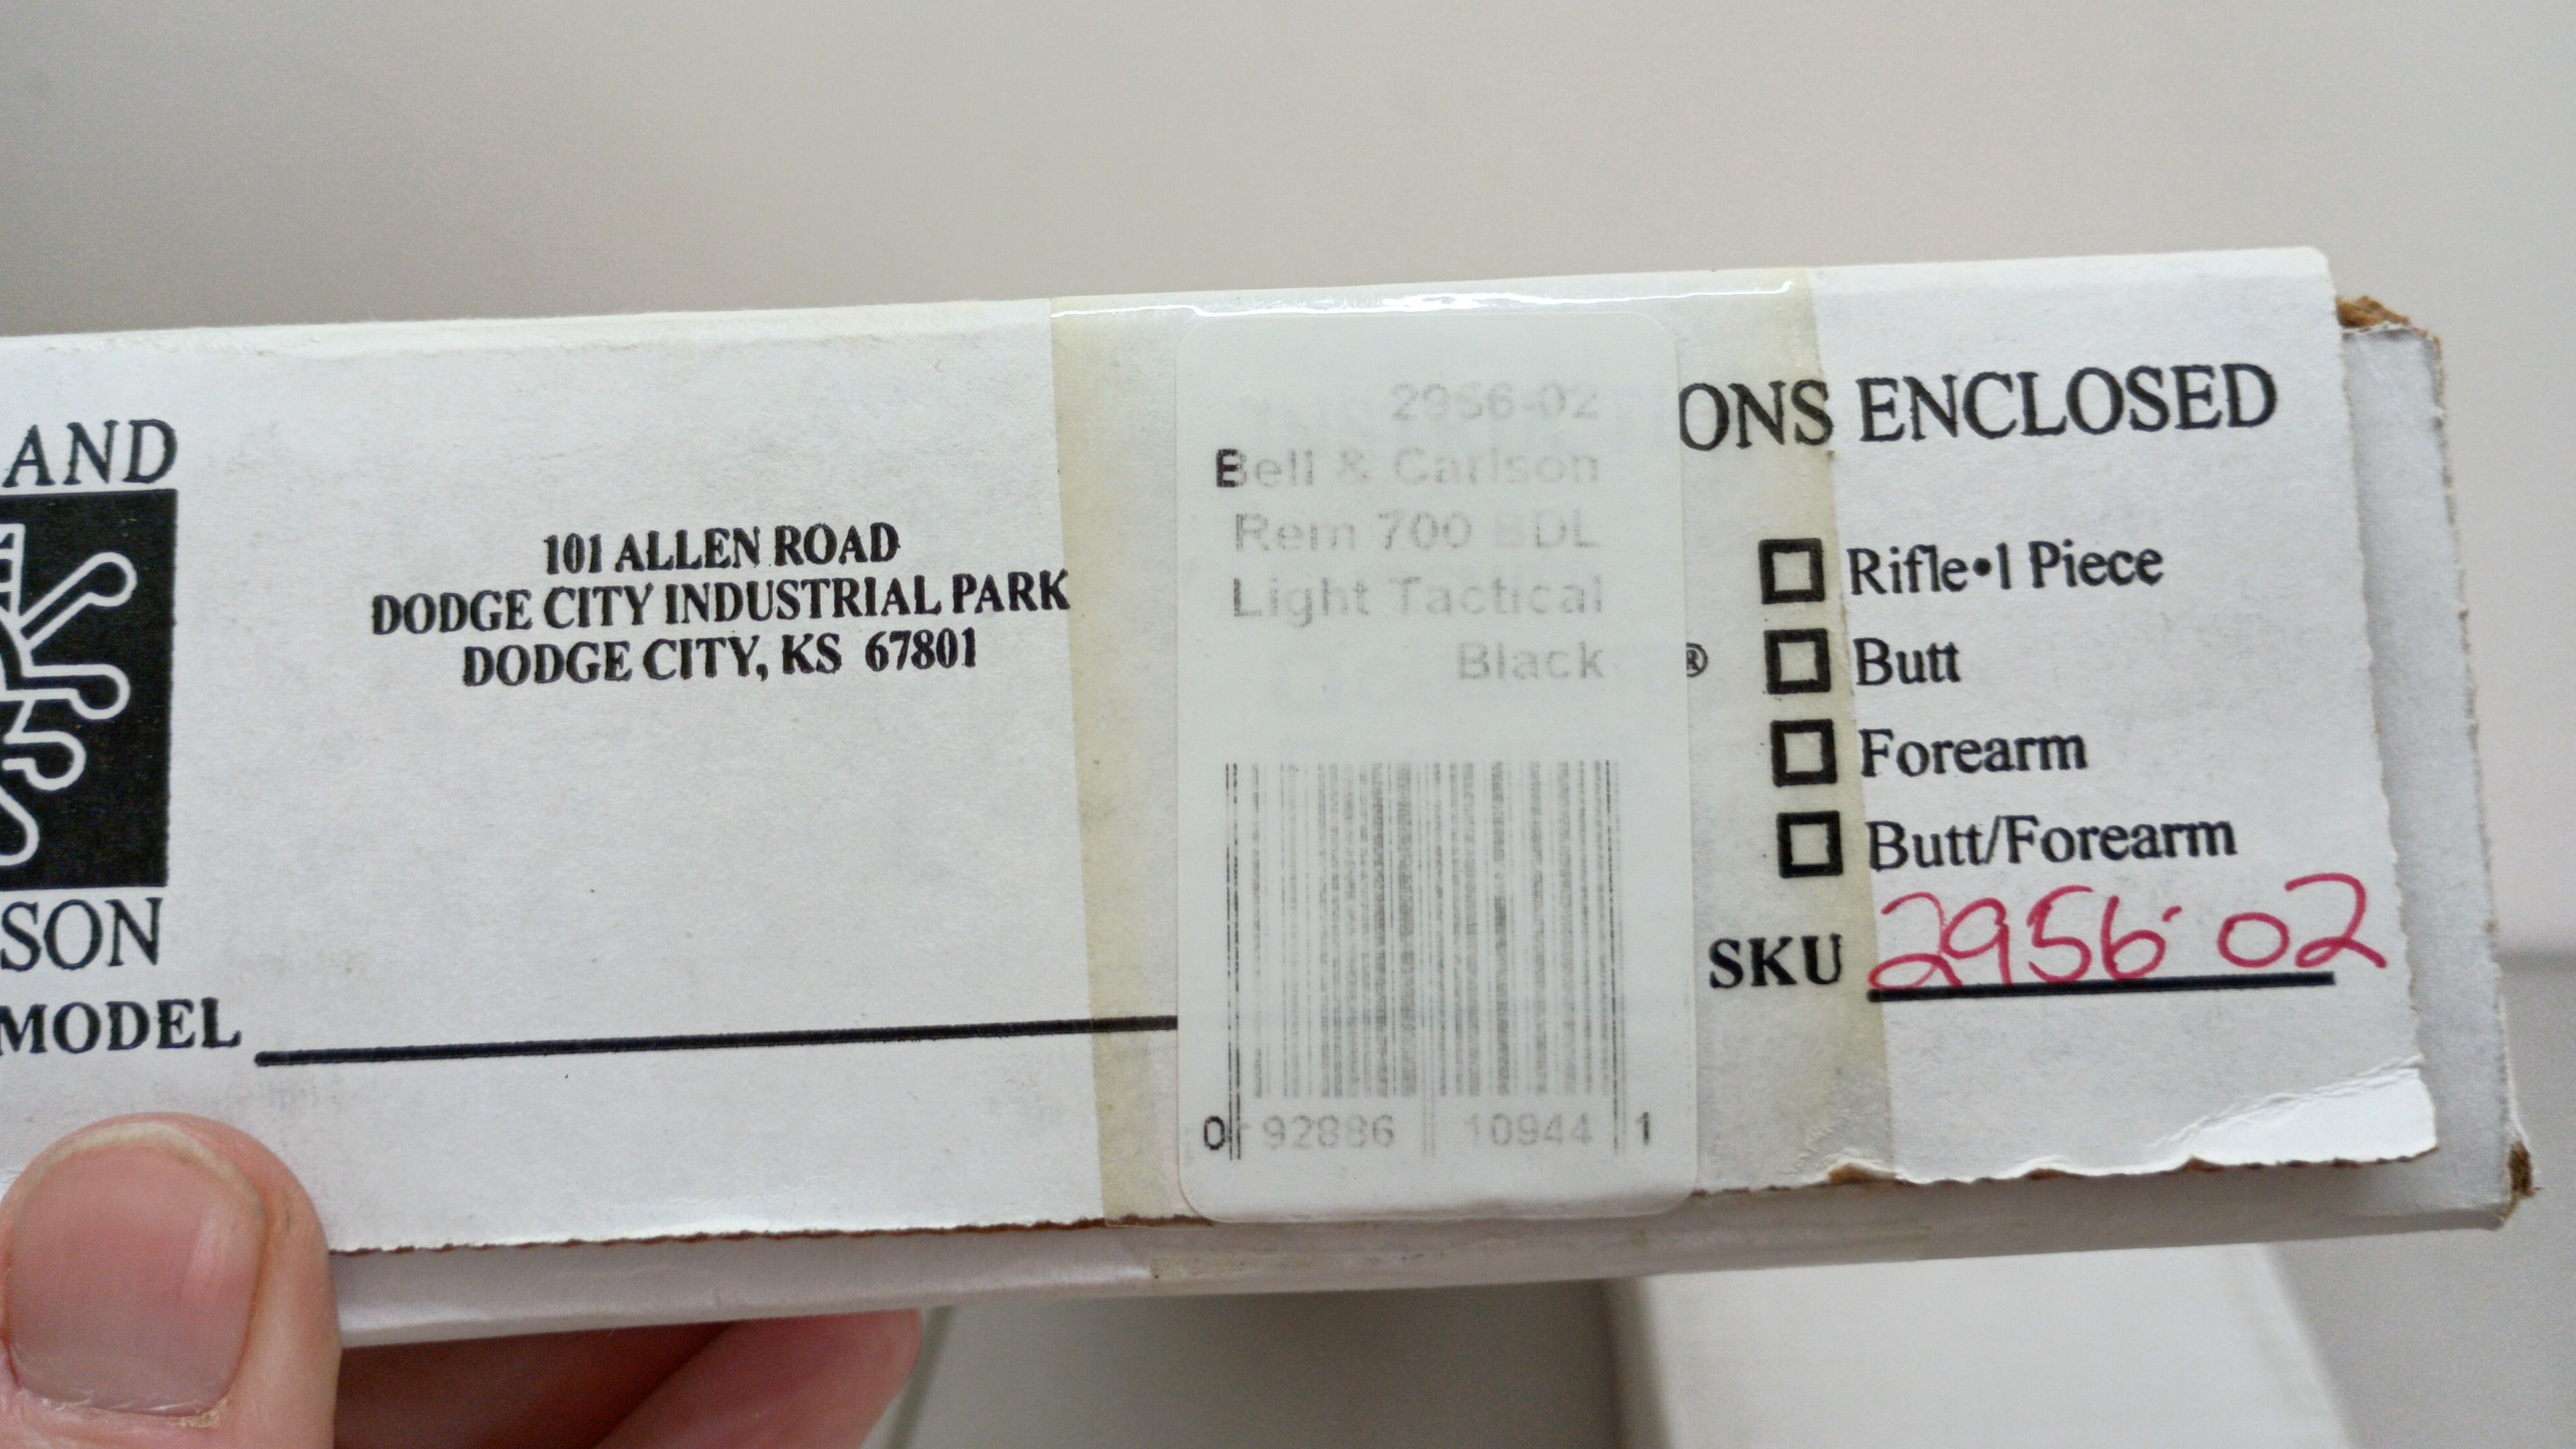 AND
SON
MODEL
101 ALLEN ROAD
DODGE CITY INDUSTRIAL PARK
DODGE CITY, KS 67801
2956-02
Bell & Carlson
Rem 700 BDL
Light Tactical
Black
0 92886 10944 1
ONS ENCLOSED
Rifle•1 Piece
® Butt
Forearm
Butt/Forearm
SKU 2956-02